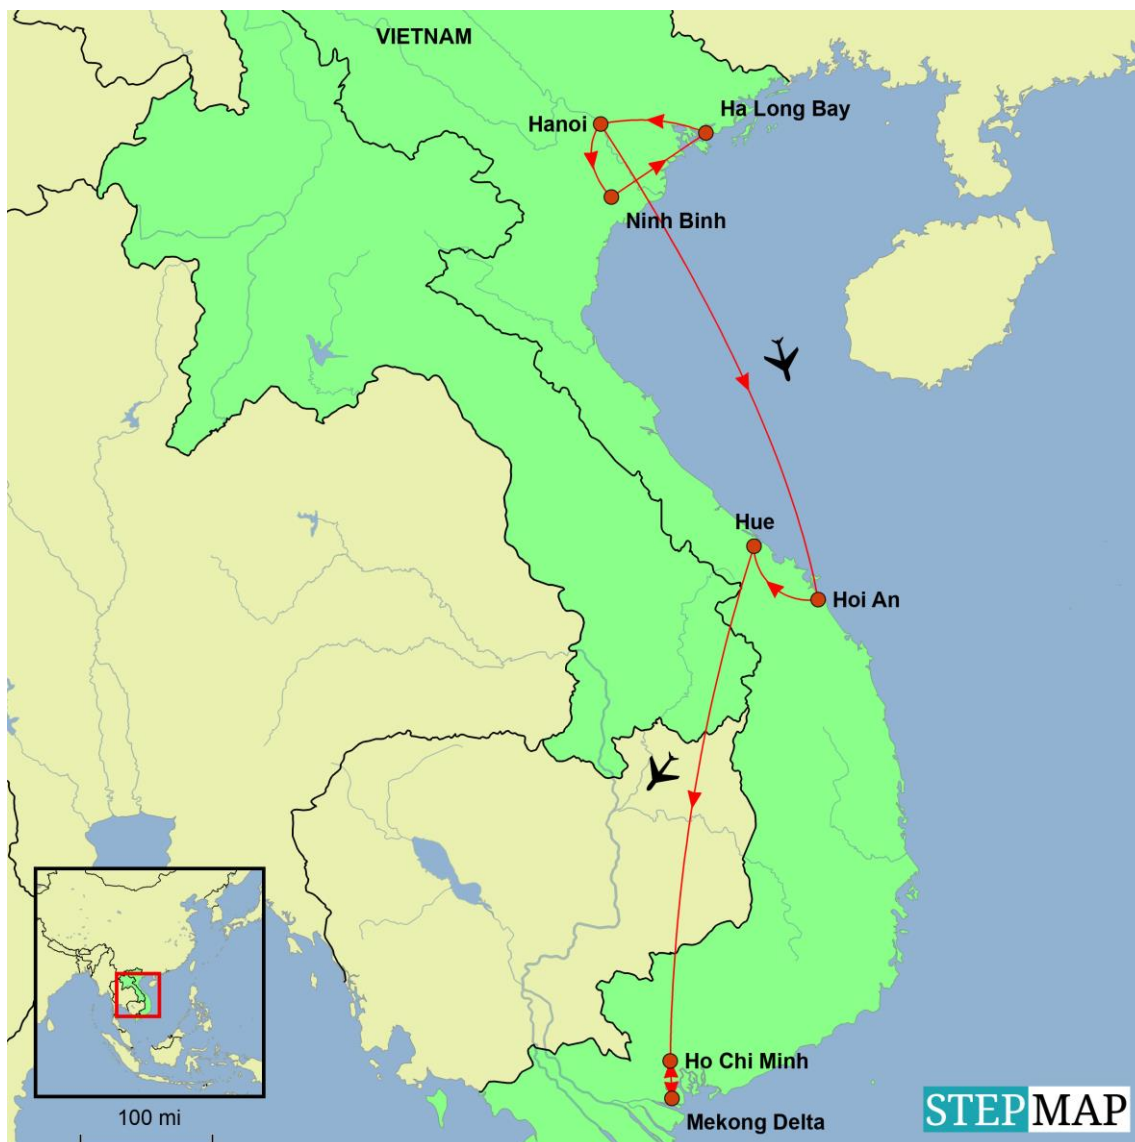 VIETNAM
Ha Long Bay
Hanoi
Ninh Binh
Hue
Hoi An
Ho Chi Minh
Mekong Delta
100 mi
STEPMAP